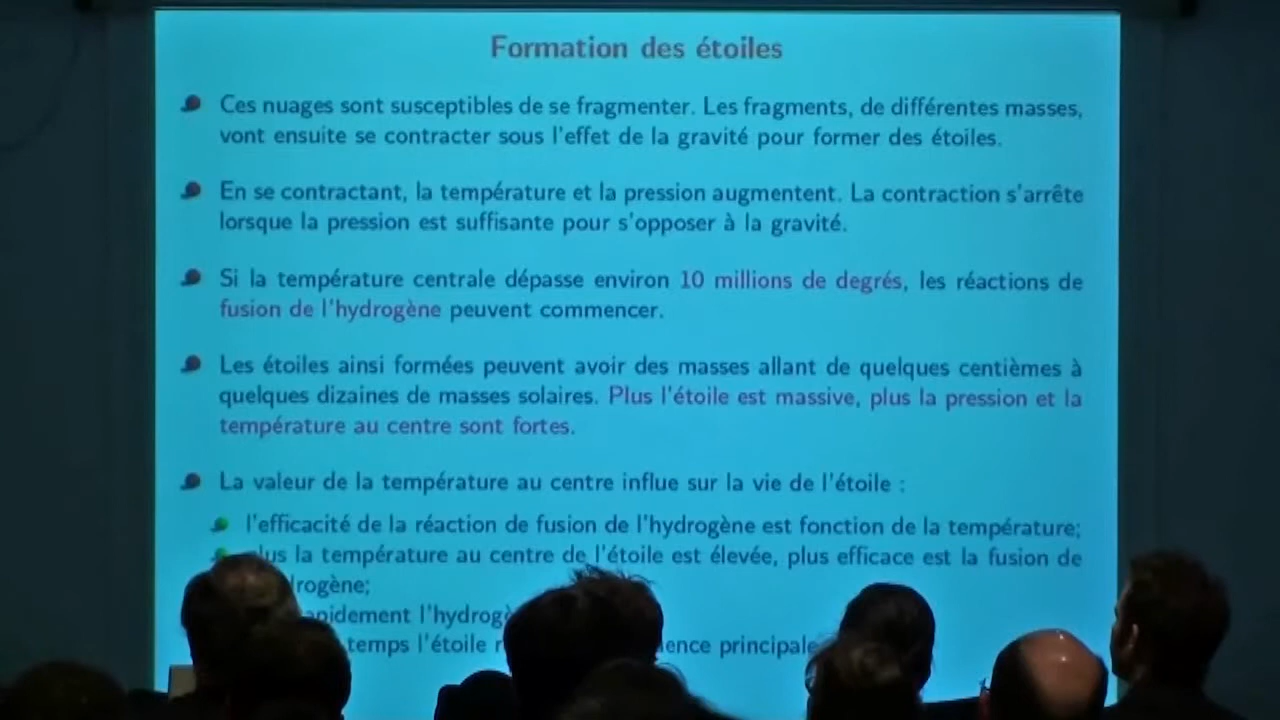 Formation des étoiles
Ces nuages sont susceptibles de se fragmenter. Les fragments, de différentes masses,
vont ensuite se contracter sous l'effet de la gravité pour former des étoiles.
En se contractant, la température et la pression augmentent. La contraction s'arrête
lorsque la pression est suffisante pour s'opposer à la gravité.
Si la température centrale dépasse environ 10 millions de degrés, les réactions de
fusion de l'hydrogène peuvent commencer.
Les étoiles ainsi formées peuvent avoir des masses allant de quelques centièmes à
quelques dizaines de masses solaires. Plus l'étoile est massive, plus la pression et la
température au centre sont fortes.
La valeur de la température au centre influe sur la vie de l'étoile :
l'efficacité de la réaction de fusion de l'hydrogène est fonction de la température;
la température au centre de l'étoile est élevée, plus efficace est la fusion de
temps l'étoile principale